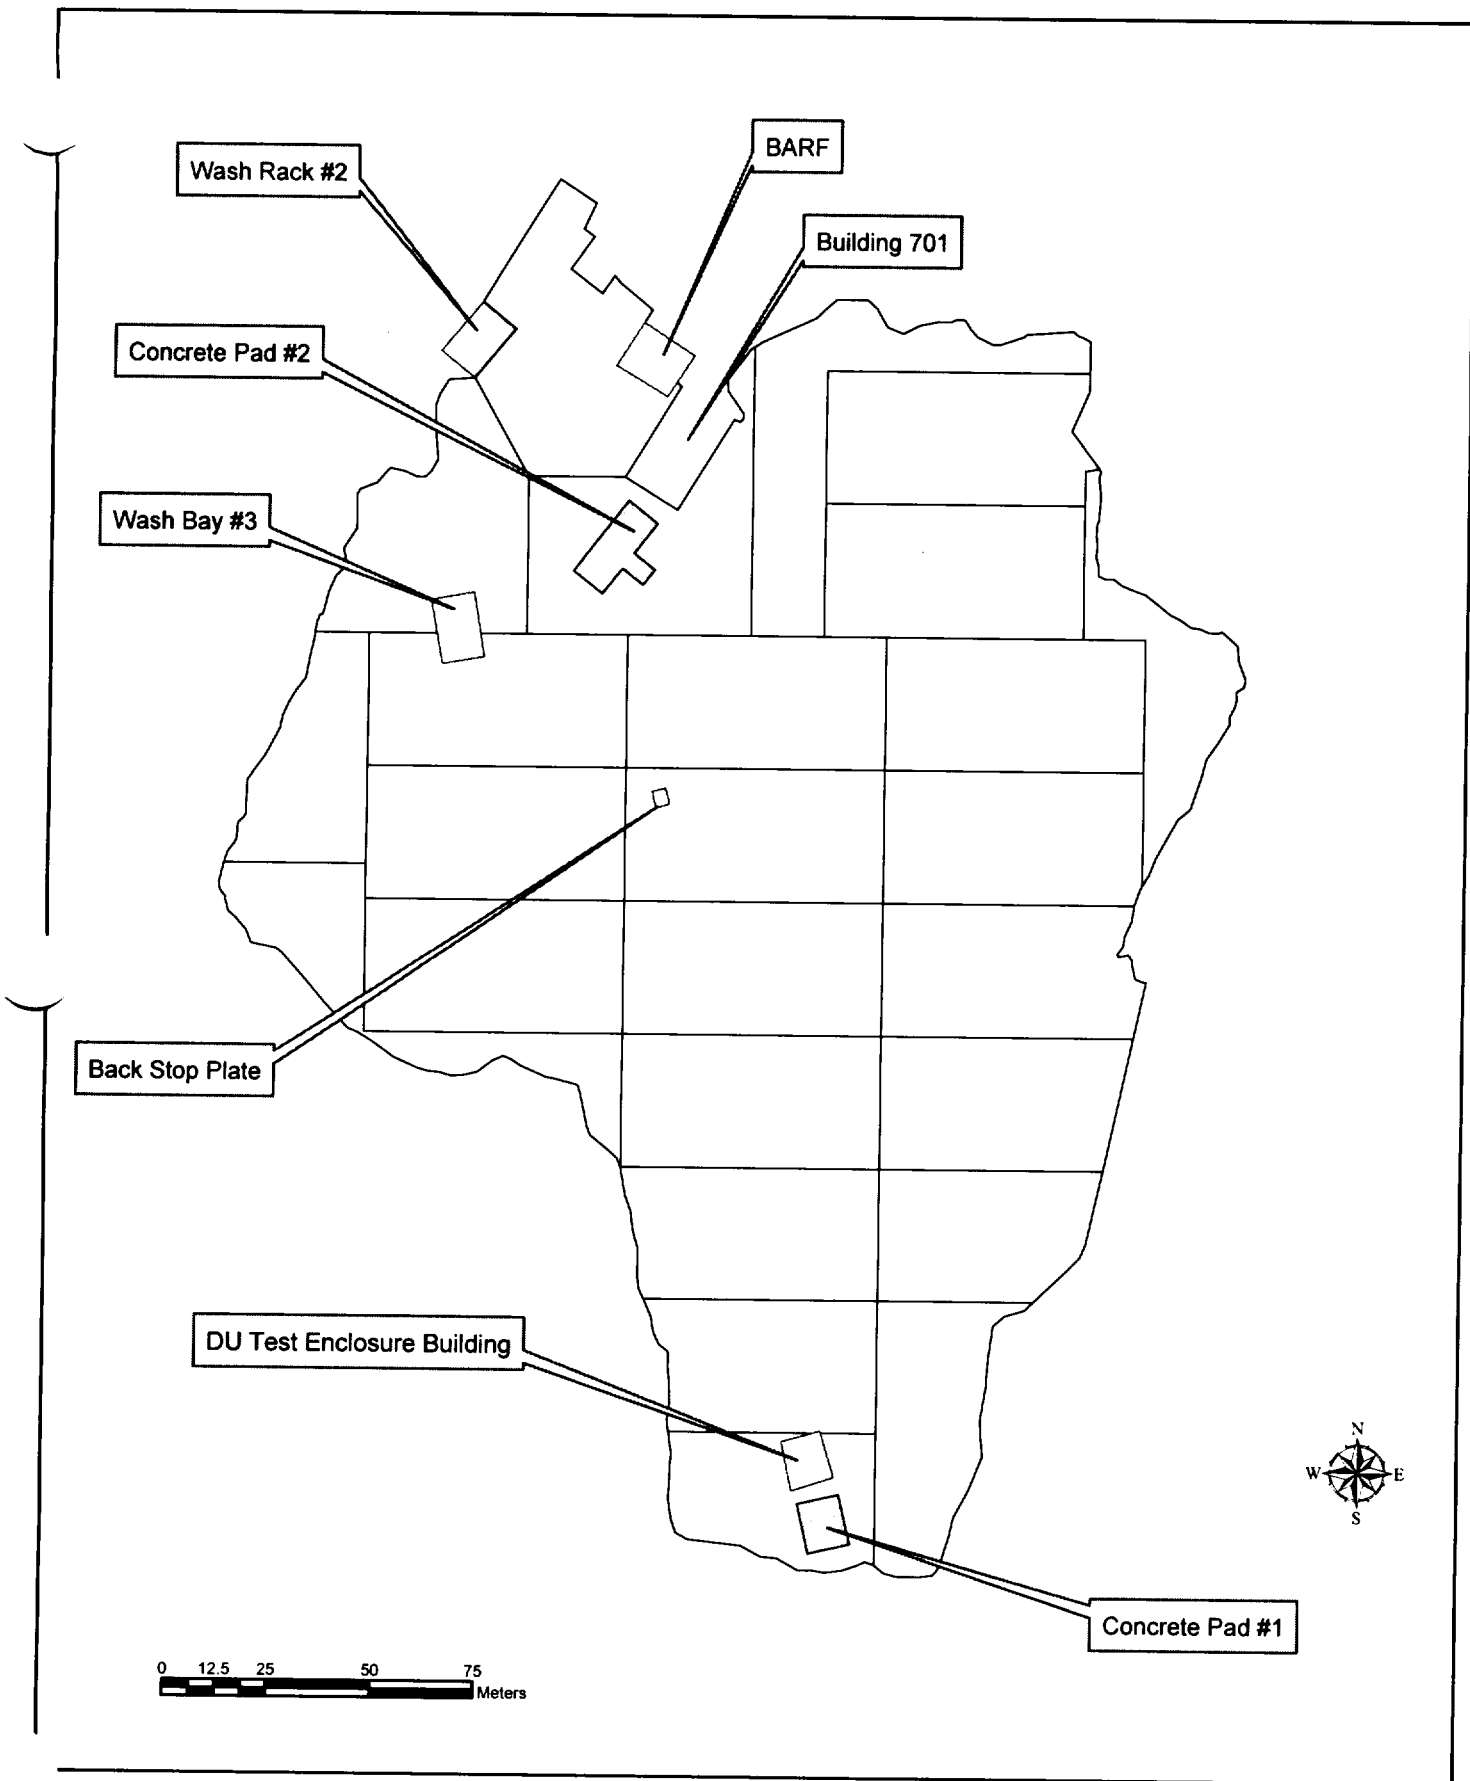 BARF
Wash Rack #2
Building 701
Concrete Pad #2
Wash Bay #3
Back Stop Plate
DU Test Enclosure Building
N
W E
S
Concrete Pad #1
0 12.5 25 50 75
Meters